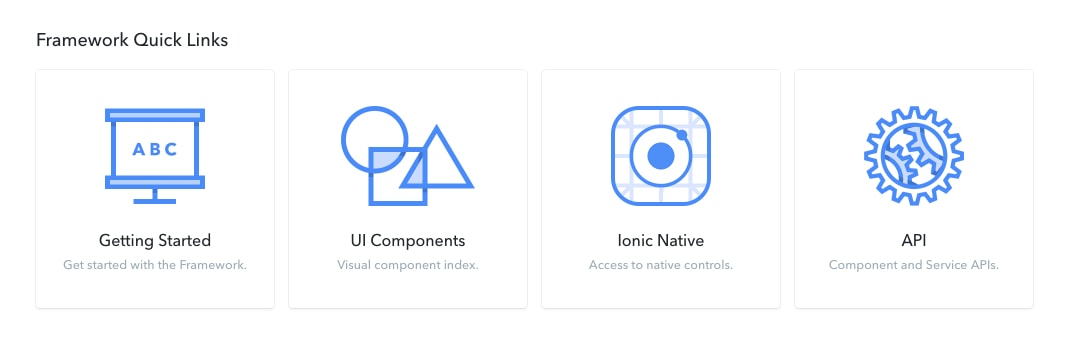 Framework Quick Links
ABC
Getting Started
Get started with the Framework.
UI Components
Visual component index.
Ionic Native
Access to native controls.
API
Component and Service APIs.